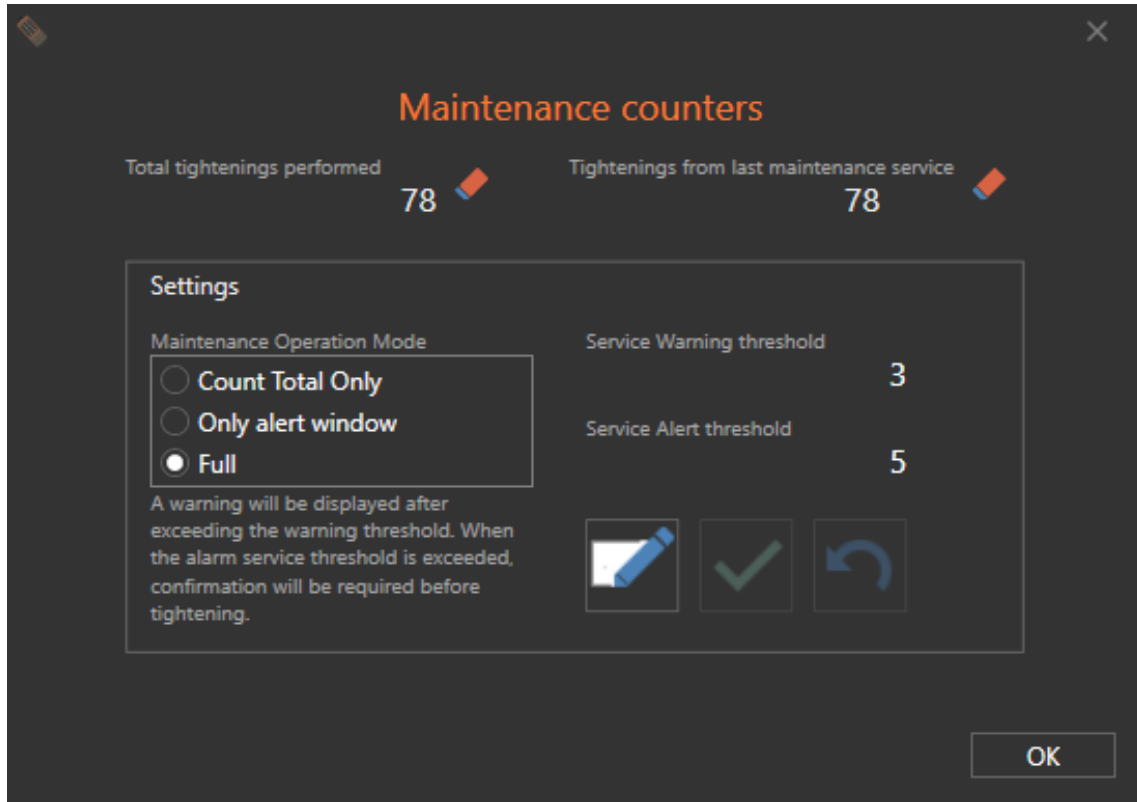 Maintenance counters
Total tightenings performed
78
Tightenings from last maintenance service
78
Settings
Maintenance Operation Mode
Count Total Only
Only alert window
Full
A warning will be displayed after
exceeding the warning threshold. When
the alarm service threshold is exceeded,
confirmation will be required before
tightening.
Service Warning threshold
3
Service Alert threshold
5
OK